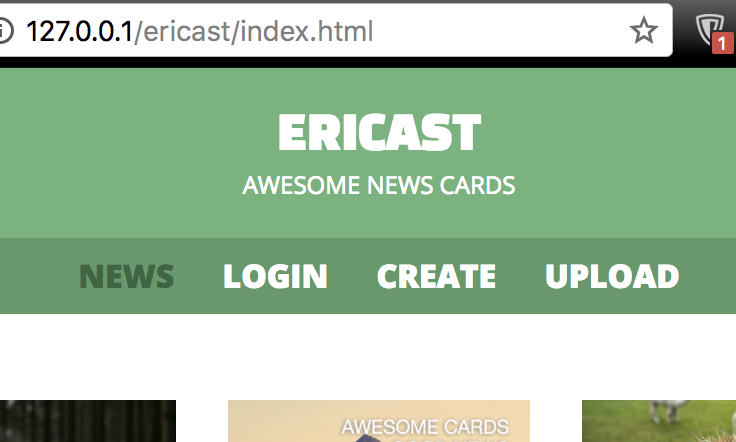 127.0.0.1/ericast/index.html
1
ERICAST
AWESOME NEWS CARDS
NEWS LOGIN CREATE UPLOAD
AWESOME CARDS